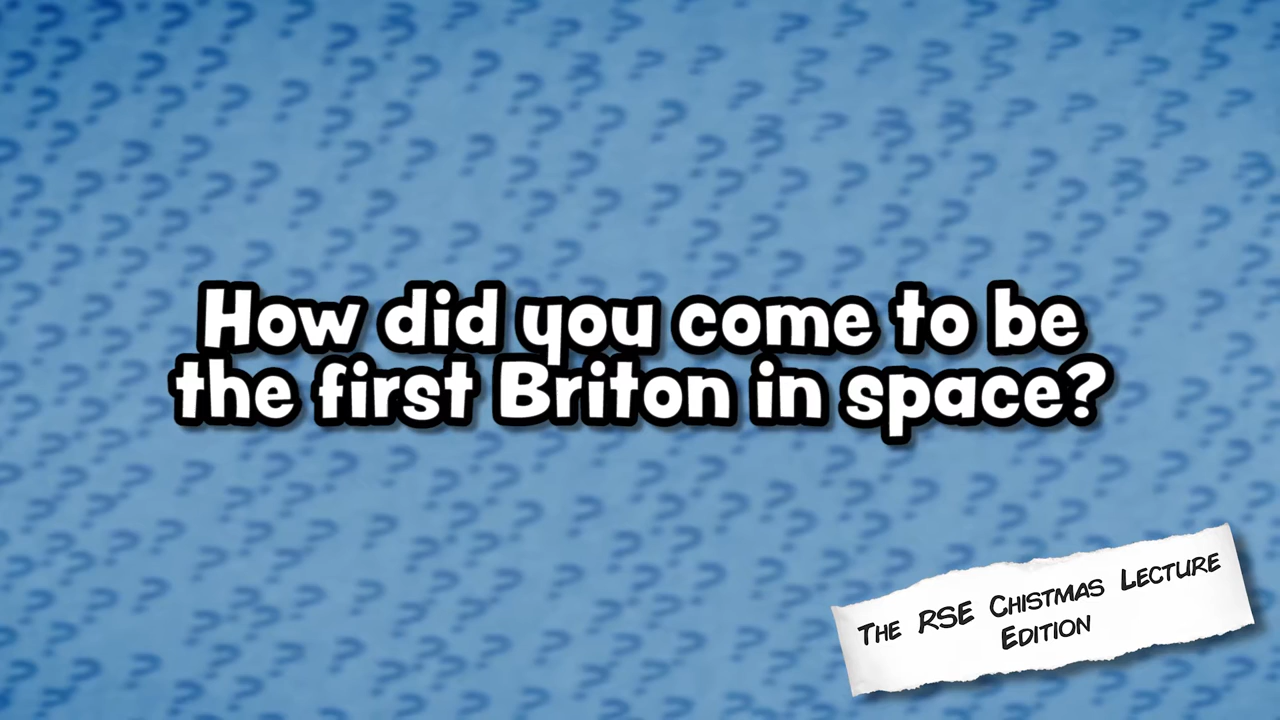 How did you come to be
the first Briton in space?
The RSE Chistmas Lecture
Edition